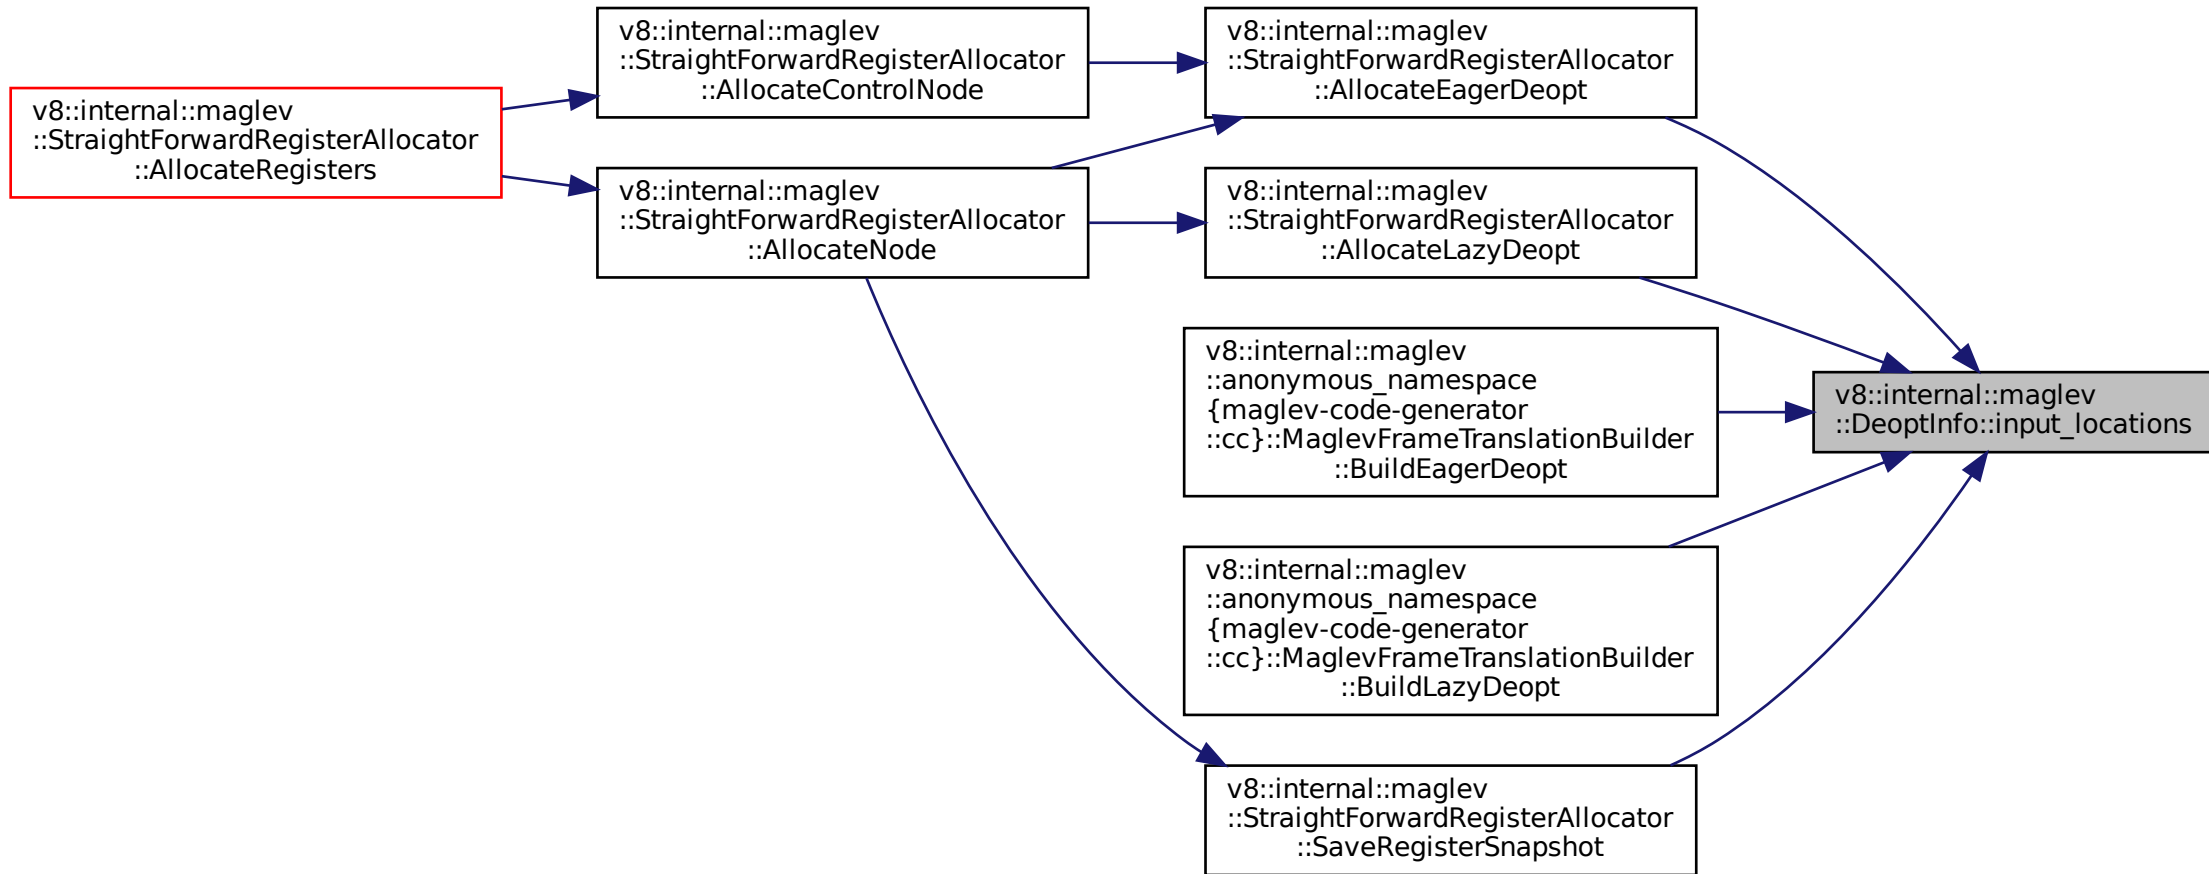 v8::internal::maglev
::StraightForwardRegisterAllocator
::AllocateRegisters
v8::internal::maglev
::StraightForwardRegisterAllocator
::AllocateControlNode
v8::internal::maglev
::StraightForwardRegisterAllocator
::AllocateNode
v8::internal::maglev
::StraightForwardRegisterAllocator
::AllocateEagerDeopt
v8::internal::maglev
::StraightForwardRegisterAllocator
::AllocateLazyDeopt
v8::internal::maglev
::anonymous_namespace
{maglev-code-generator
::cc}::MaglevFrameTranslationBuilder
::BuildEagerDeopt
v8::internal::maglev
::anonymous_namespace
{maglev-code-generator
::cc}::MaglevFrameTranslationBuilder
::BuildLazyDeopt
v8::internal::maglev
::StraightForwardRegisterAllocator
::SaveRegisterSnapshot
v8::internal::maglev
::DeoptInfo::input_locations